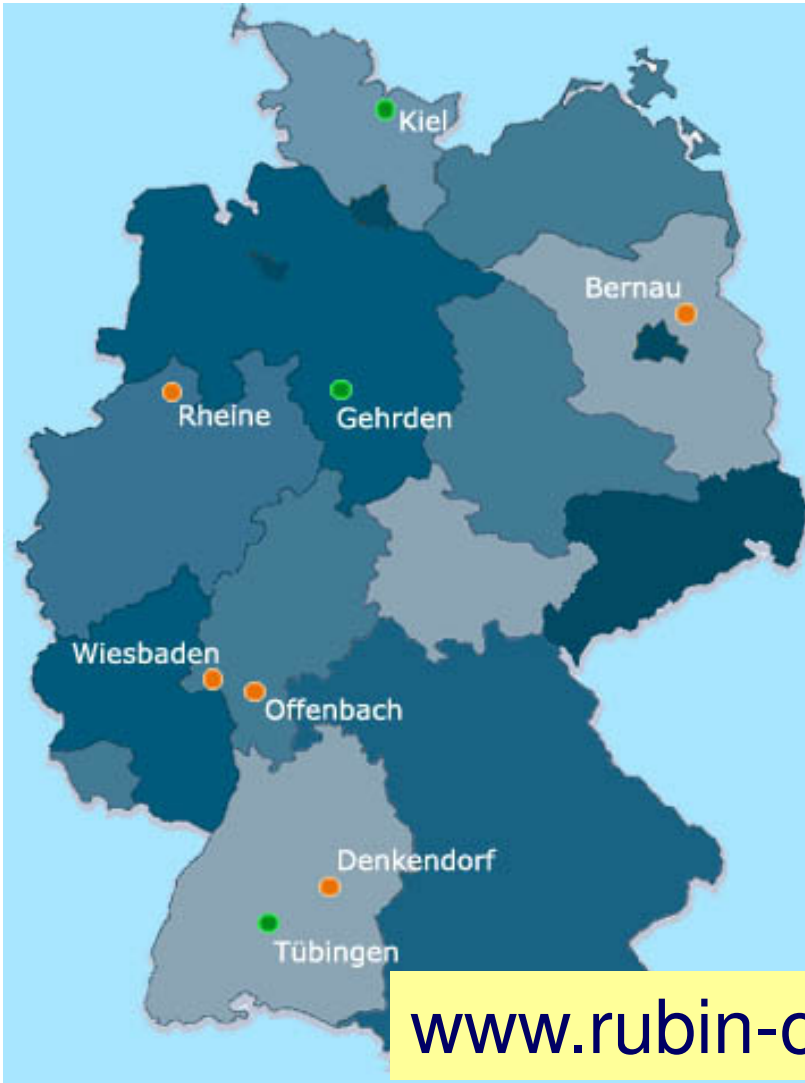 Kiel
Bernau
Rheine
Gehrden
Wiesbaden
Offenbach
Denkendorf
Tübingen
www.rubin-